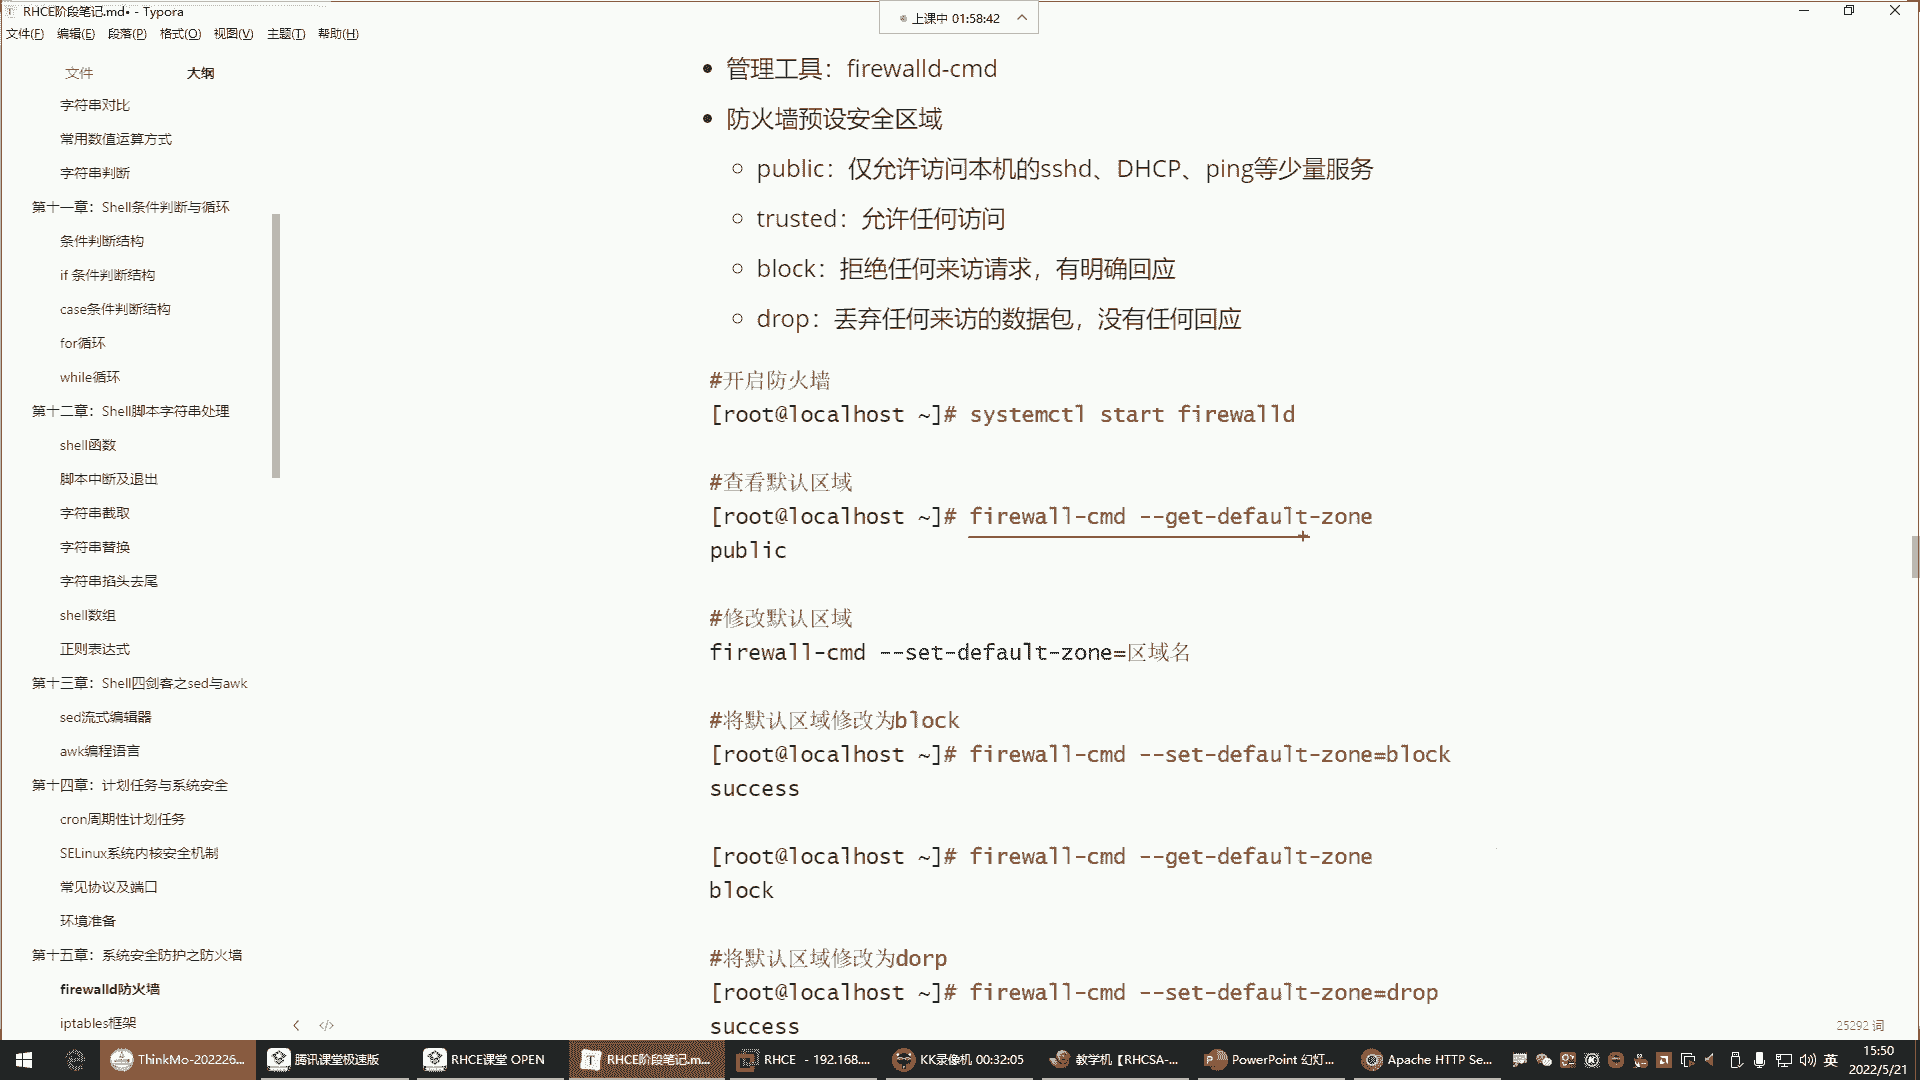 RHCE阶段笔记.md• - Typora
上课中 01:58:42
文件(F) 编辑(E) 段落(P) 格式(O) 视图(V) 主题(T) 帮助(H)
文件 大纲
字符串对比
常用数值运算方式
字符串判断
第十一章：Shell条件判断与循环
条件判断结构
if 条件判断结构
case条件判断结构
for循环
while循环
第十二章：Shell脚本字符串处理
shell函数
脚本中断及退出
字符串截取
字符串替换
字符串掐头去尾
shell数组
正则表达式
第十三章：Shell四剑客之sed与awk
sed流式编辑器
awk编程语言
第十四章：计划任务与系统安全
cron周期性计划任务
SELinux系统内核安全机制
常见协议及端口
环境准备
第十五章：系统安全防护之防火墙
firewalld防火墙
iptables框架
管理工具：firewalld-cmd
防火墙预设安全区域
public：仅允许访问本机的sshd、DHCP、ping等少量服务
trusted：允许任何访问
block：拒绝任何来访请求，有明确回应
drop：丢弃任何来访的数据包，没有任何回应
#开启防火墙
[root@localhost ~]# systemctl start firewalld
#查看默认区域
[root@localhost ~]# firewall-cmd --get-default-zone
public
#修改默认区域
firewall-cmd --set-default-zone=区域名
#将默认区域修改为block
[root@localhost ~]# firewall-cmd --set-default-zone=block
success
[root@localhost ~]# firewall-cmd --get-default-zone
block
#将默认区域修改为dorp
[root@localhost ~]# firewall-cmd --set-default-zone=drop
success
25292 词
ThinkMo-202226...
腾讯课堂极速版
RHCE课堂 OPEN
RHCE阶段笔记.m...
RHCE - 192.168....
KK录像机 00:32:05
教学机【RHCSA-...
PowerPoint 幻灯...
Apache HTTP Se...
英
15:50
2022/5/21